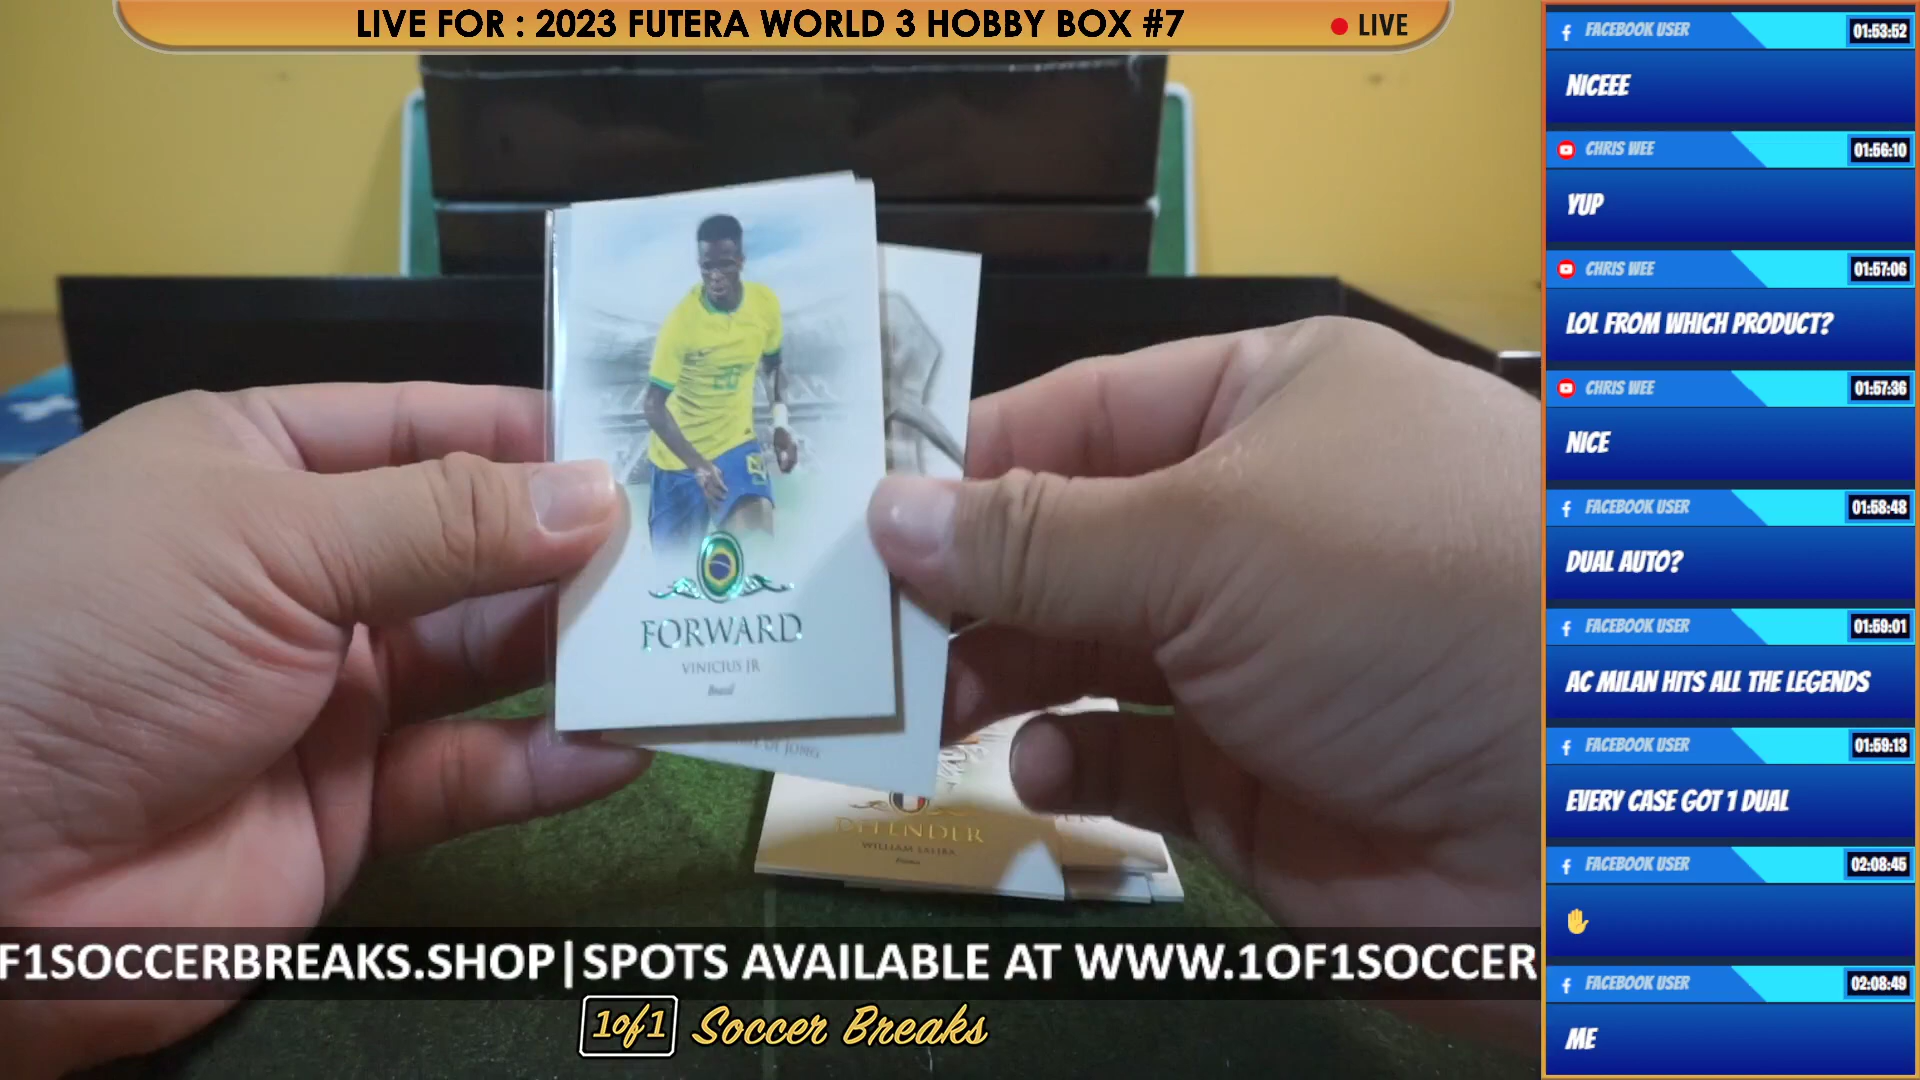 LIVE FOR : 2023 FUTERA WORLD 3 HOBBY BOX #7
LIVE
FORWARD
VINICIUS JR
Brasil
DE JONG
DEFENDER
WILLIAM SALIBA
France
F1SOCCERBREAKS.SHOP|SPOTS AVAILABLE AT WWW.1OF1SOCCER
1of1 Soccer Breaks
FACEBOOK USER 01:53:52
NICEEE
CHRIS WEE 01:56:10
YUP
CHRIS WEE 01:57:06
LOL FROM WHICH PRODUCT?
CHRIS WEE 01:57:36
NICE
FACEBOOK USER 01:58:48
DUAL AUTO?
FACEBOOK USER 01:59:01
AC MILAN HITS ALL THE LEGENDS
FACEBOOK USER 01:59:13
EVERY CASE GOT 1 DUAL
FACEBOOK USER 02:08:45
✋
FACEBOOK USER 02:08:49
ME